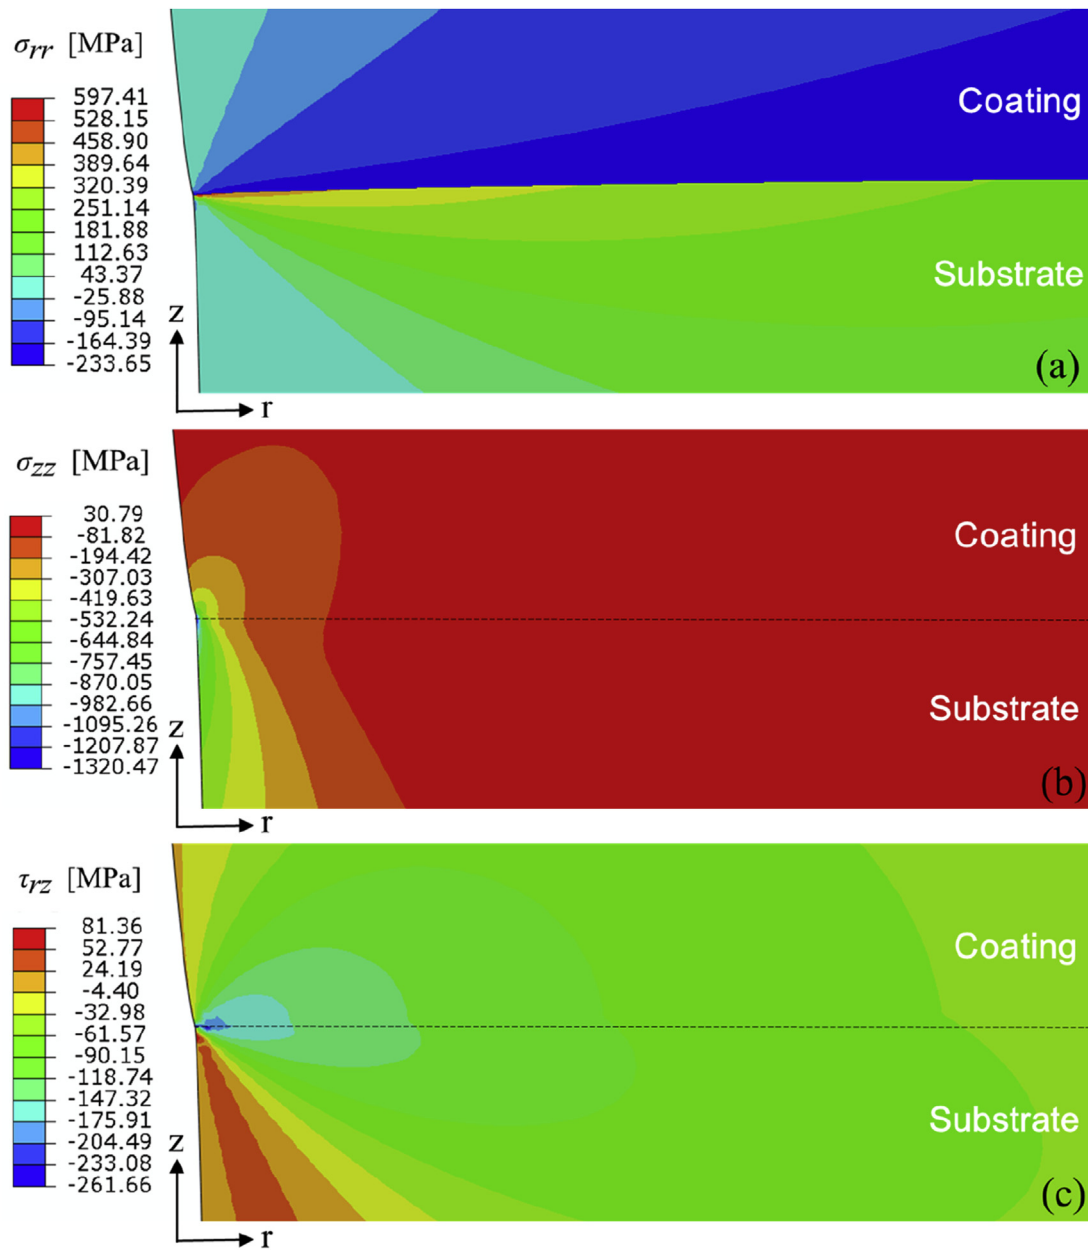 σrr [MPa]
597.41
528.15
458.90
389.64
320.39
251.14
181.88
112.63
43.37
-25.88
-95.14
-164.39
-233.65
Coating
Substrate
z
r
(a)
σzz [MPa]
30.79
-81.82
-194.42
-307.03
-419.63
-532.24
-644.84
-757.45
-870.05
-982.66
-1095.26
-1207.87
-1320.47
Coating
Substrate
z
r
(b)
τrz [MPa]
81.36
52.77
24.19
-4.40
-32.98
-61.57
-90.15
-118.74
-147.32
-175.91
-204.49
-233.08
-261.66
Coating
Substrate
z
r
(c)